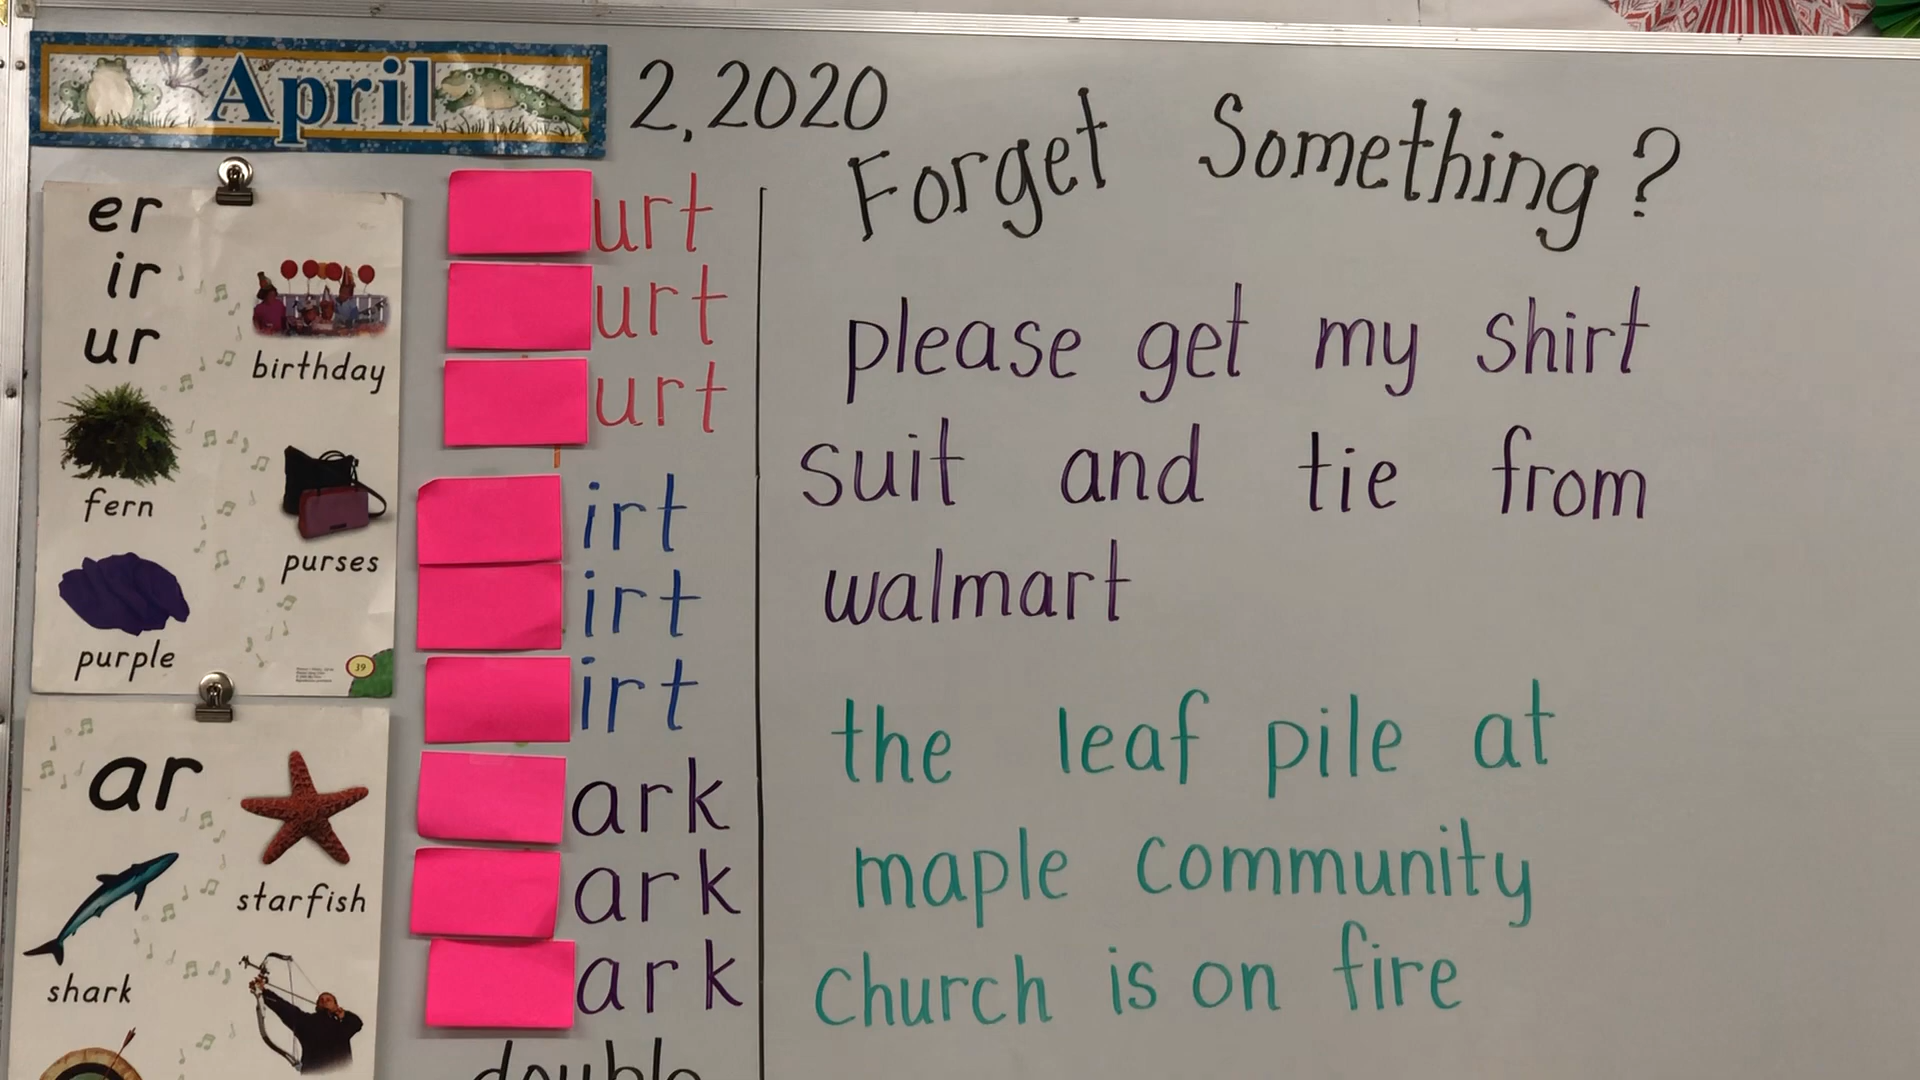 April 2, 2020
er
ir
ur
birthday
fern
purses
purple
39
ar
starfish
shark
urt
urt
urt
irt
irt
irt
ark
ark
ark
double
Forget Something?
please get my shirt
suit and tie from
walmart
the leaf pile at
maple community
church is on fire